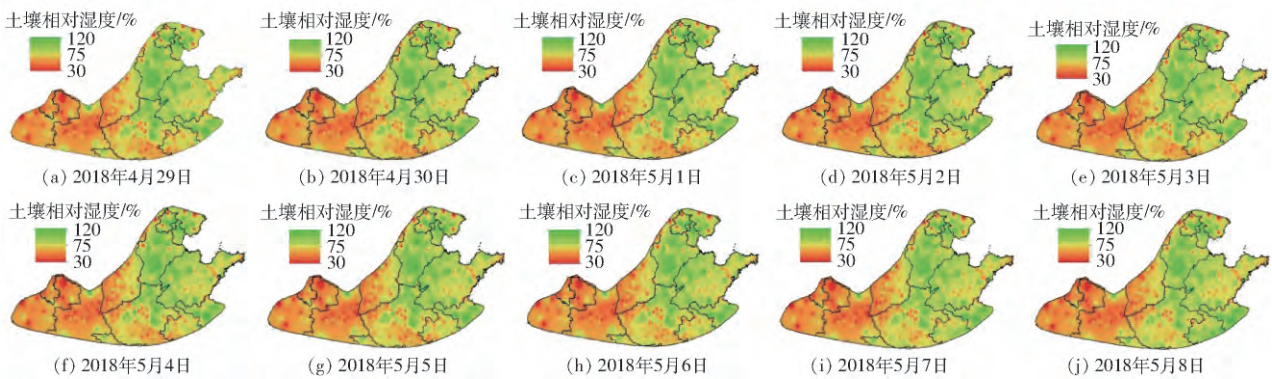 土壤相对湿度/%
120
75
30
(a) 2018年4月29日
土壤相对湿度/%
120
75
30
(b) 2018年4月30日
土壤相对湿度/%
120
75
30
(c) 2018年5月1日
土壤相对湿度/%
120
75
30
(d) 2018年5月2日
土壤相对湿度/%
120
75
30
(e) 2018年5月3日
土壤相对湿度/%
120
75
30
(f) 2018年5月4日
土壤相对湿度/%
120
75
30
(g) 2018年5月5日
土壤相对湿度/%
120
75
30
(h) 2018年5月6日
土壤相对湿度/%
120
75
30
(i) 2018年5月7日
土壤相对湿度/%
120
75
30
(j) 2018年5月8日